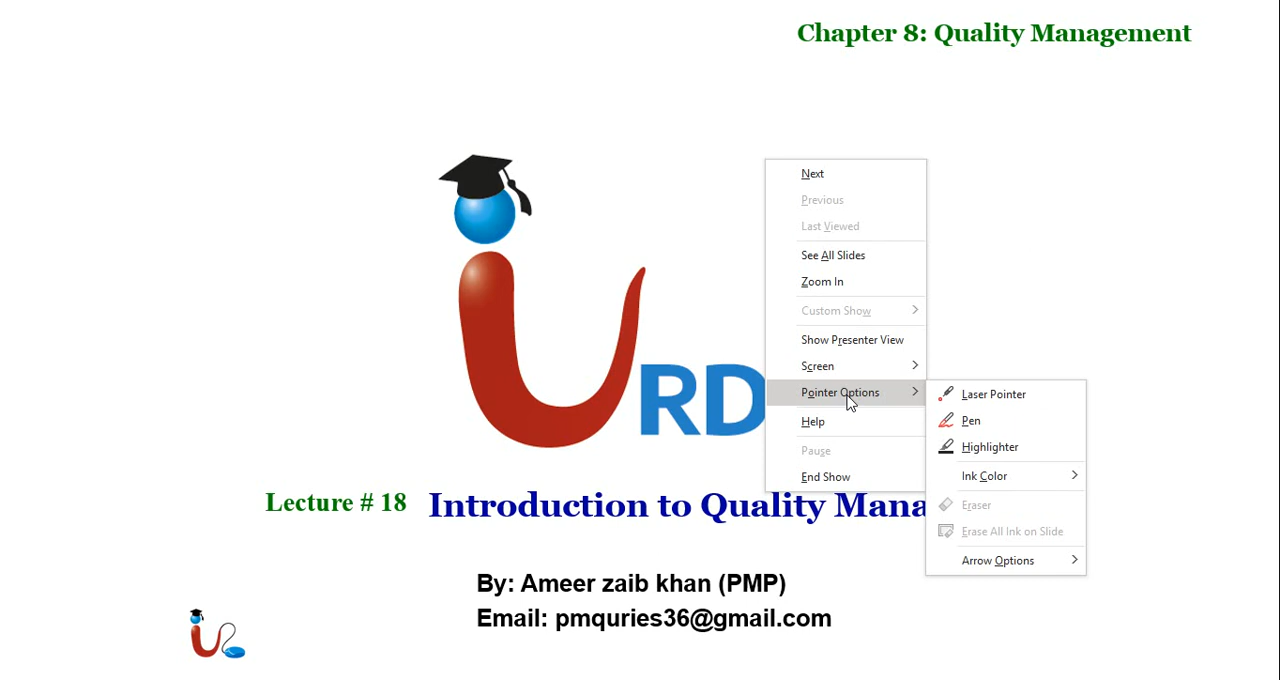 Chapter 8: Quality Management
RD
Next
Previous
Last Viewed
See All Slides
Zoom In
Custom Show
Show Presenter View
Screen
Pointer Options
Help
Pause
End Show
Laser Pointer
Pen
Highlighter
Ink Color
Eraser
Erase All Ink on Slide
Arrow Options
Lecture # 18 Introduction to Quality Mana
By: Ameer zaib khan (PMP)
Email: pmquries36@gmail.com